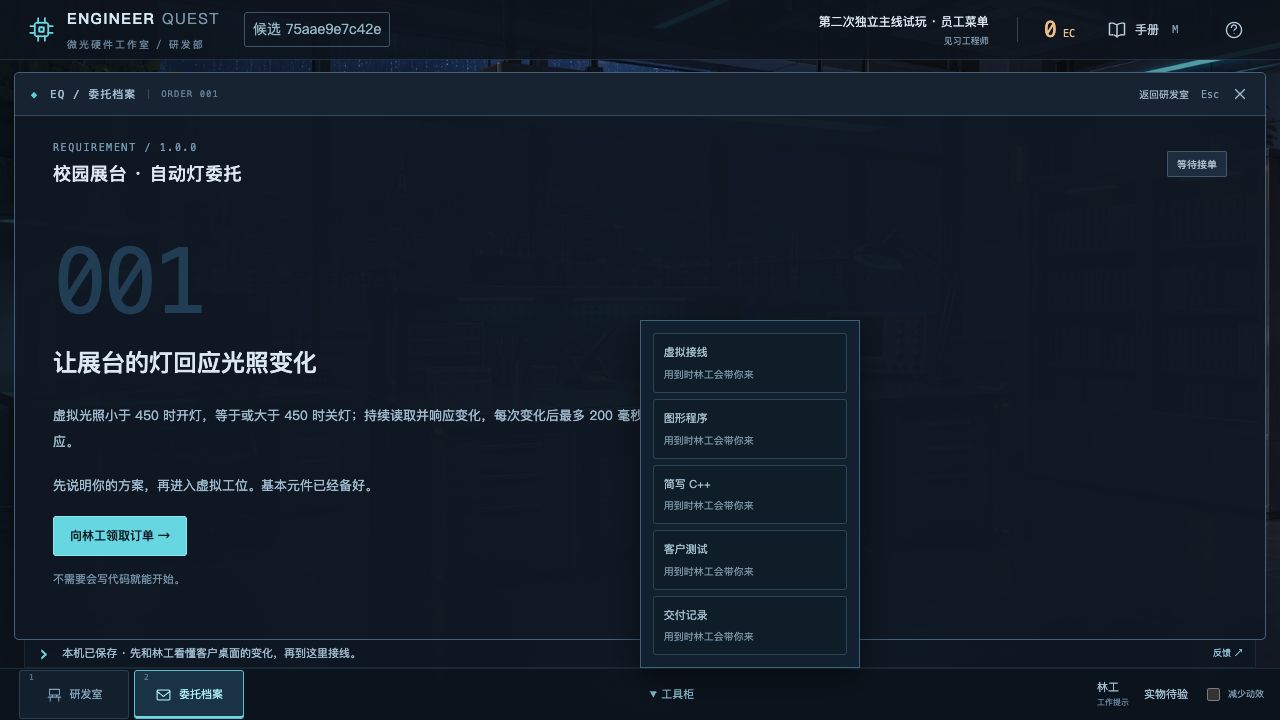 ENGINEER QUEST
微光硬件工作室 / 研发部
候选 75aae9e7c42e
第二次独立主线试玩 · 员工菜单
见习工程师
0 EC
手册 M
EQ / 委托档案 ORDER 001
返回研发室 Esc
REQUIREMENT / 1.0.0
校园展台 · 自动灯委托
等待接单
001
让展台的灯回应光照变化
虚拟光照小于 450 时开灯，等于或大于 450 时关灯；持续读取并响应变化，每次变化后最多 200 毫秒
应。
先说明你的方案，再进入虚拟工位。基本元件已经备好。
向林工领取订单 →
不需要会写代码就能开始。
虚拟接线
用到时林工会带你来
图形程序
用到时林工会带你来
简写 C++
用到时林工会带你来
客户测试
用到时林工会带你来
交付记录
用到时林工会带你来
本机已保存 · 先和林工看懂客户桌面的变化，再到这里接线。
反馈 ↗
1 研发室
2 委托档案
▼ 工具柜
林工
工作提示
实物待验
减少动效